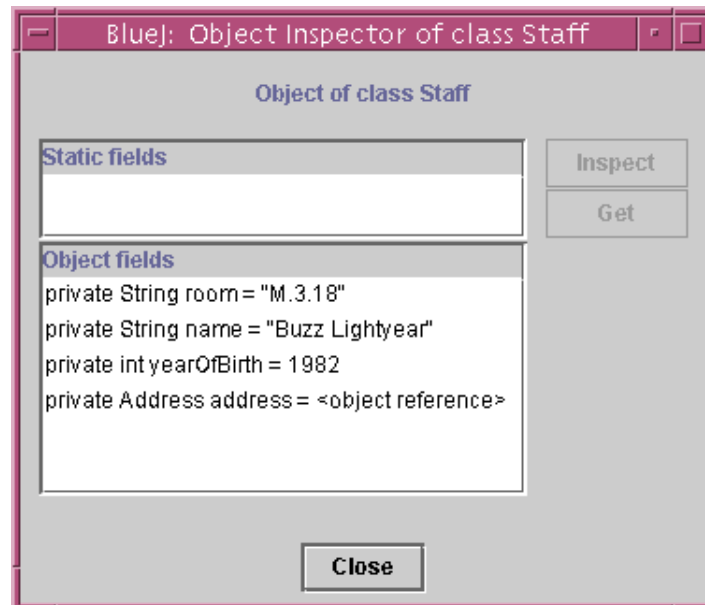 BlueJ: Object Inspector of class Staff
Object of class Staff
Static fields
Inspect
Get
Object fields
private String room = "M.3.18"
private String name = "Buzz Lightyear"
private int yearOfBirth = 1982
private Address address = <object reference>
Close